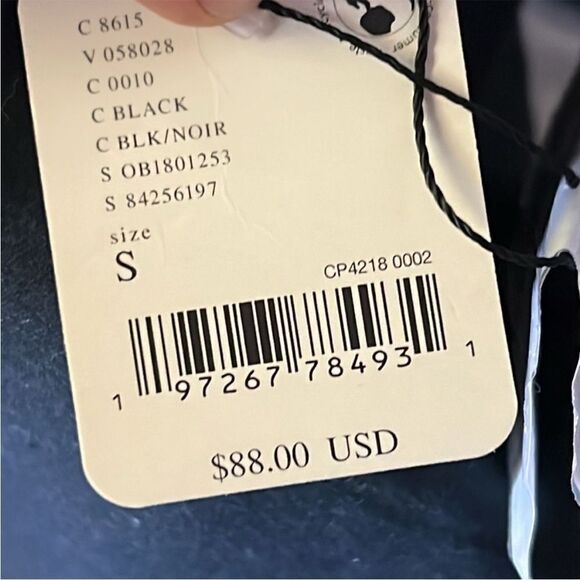 C 8615
V 058028
C 0010
C BLACK
C BLK/NOIR
S OB1801253
S 84256197
size
S
CP4218 0002
1 97267 78493 1
$88.00 USD